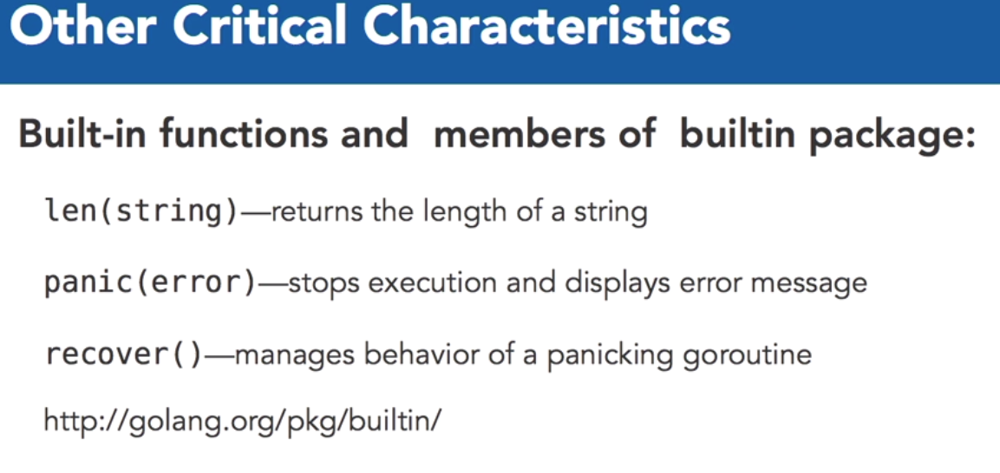 Other Critical Characteristics
Built-in functions and members of builtin package:
len(string)—returns the length of a string
panic(error)—stops execution and displays error message
recover()—manages behavior of a panicking goroutine
http://golang.org/pkg/builtin/